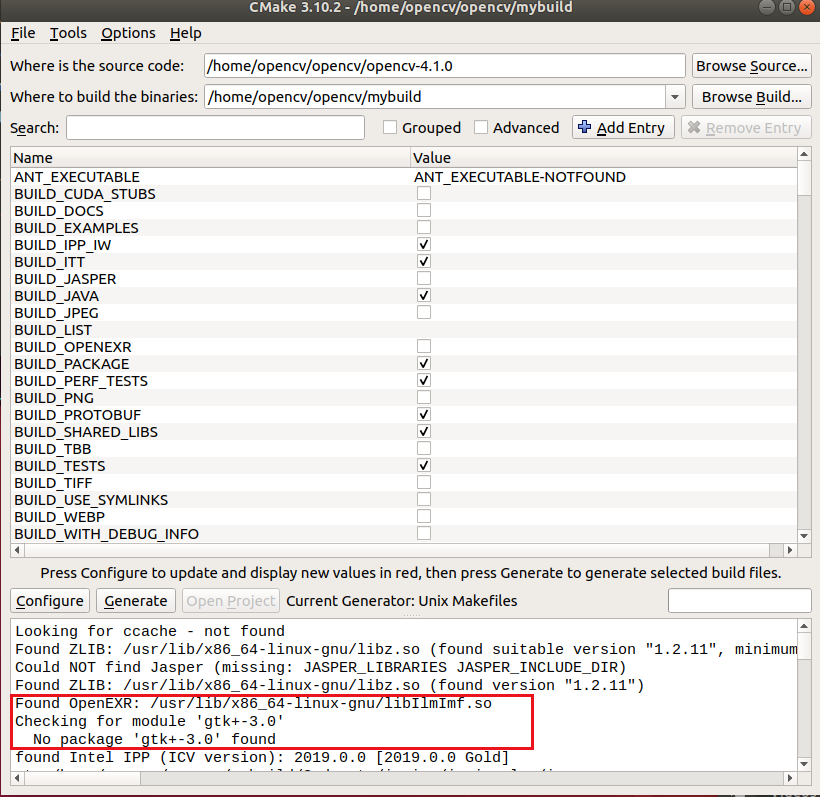 CMake 3.10.2 - /home/opencv/opencv/mybuild
File Tools Options Help
Where is the source code: /home/opencv/opencv/opencv-4.1.0 Browse Source...
Where to build the binaries: /home/opencv/opencv/mybuild Browse Build...
Search: Grouped Advanced Add Entry Remove Entry
Name Value
ANT_EXECUTABLE ANT_EXECUTABLE-NOTFOUND
BUILD_CUDA_STUBS
BUILD_DOCS
BUILD_EXAMPLES
BUILD_IPP_IW
BUILD_ITT
BUILD_JASPER
BUILD_JAVA
BUILD_JPEG
BUILD_LIST
BUILD_OPENEXR
BUILD_PACKAGE
BUILD_PERF_TESTS
BUILD_PNG
BUILD_PROTOBUF
BUILD_SHARED_LIBS
BUILD_TBB
BUILD_TESTS
BUILD_TIFF
BUILD_USE_SYMLINKS
BUILD_WEBP
BUILD_WITH_DEBUG_INFO
Press Configure to update and display new values in red, then press Generate to generate selected build files.
Configure Generate Open Project Current Generator: Unix Makefiles
Looking for ccache - not found
Found ZLIB: /usr/lib/x86_64-linux-gnu/libz.so (found suitable version "1.2.11", minimum
Could NOT find Jasper (missing: JASPER_LIBRARIES JASPER_INCLUDE_DIR)
Found ZLIB: /usr/lib/x86_64-linux-gnu/libz.so (found version "1.2.11")
Found OpenEXR: /usr/lib/x86_64-linux-gnu/libIlmImf.so
Checking for module 'gtk+-3.0'
No package 'gtk+-3.0' found
found Intel IPP (ICV version): 2019.0.0 [2019.0.0 Gold]